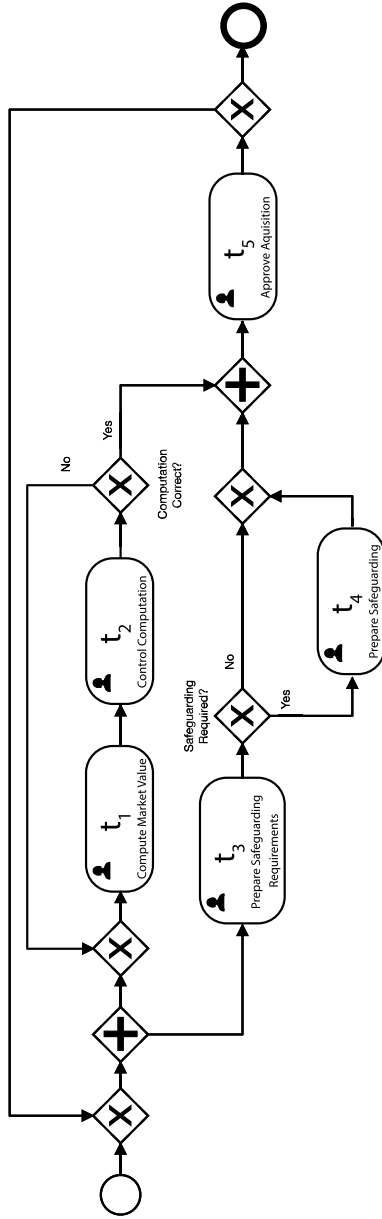 t1
Compute Market Value
t2
Control Computation
Computation
Correct?
No
Yes
t3
Prepare Safeguarding
Requirements
Safeguarding
Required?
No
Yes
t4
Prepare Safeguarding
t5
Approve Aquisition